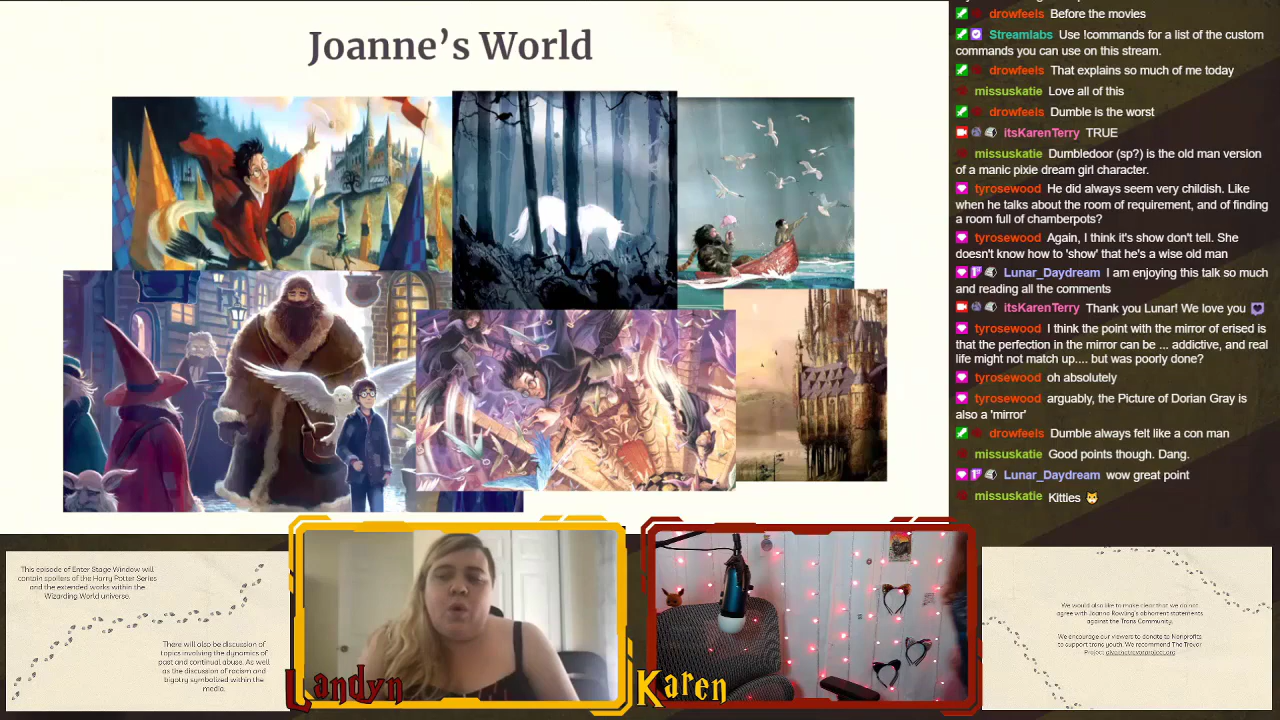 Joanne's World
drowfeels Before the movies
Streamlabs Use !commands for a list of the custom
commands you can use on this stream.
drowfeels That explains so much of me today
missuskatie Love all of this
drowfeels Dumble is the worst
itsKarenTerry TRUE
missuskatie Dumbledoor (sp?) is the old man version
of a manic pixie dream girl character.
tyrosewood He did always seem very childish. Like
when he talks about the room of requirement, and of finding
a room full of chamberpots?
tyrosewood Again, I think it's show don't tell. She
doesn't know how to 'show' that he's a wise old man
Lunar_Daydream I am enjoying this talk so much
and reading all the comments
itsKarenTerry Thank you Lunar! We love you
tyrosewood I think the point with the mirror of erised is
that the perfection in the mirror can be ... addictive, and real
life might not match up.... but was poorly done?
tyrosewood oh absolutely
tyrosewood arguably, the Picture of Dorian Gray is
also a 'mirror'
drowfeels Dumble always felt like a con man
missuskatie Good points though. Dang.
Lunar_Daydream wow great point
missuskatie Kitties
This episode of Enter Stage Window will
contain spoilers of the Harry Potter Series
and the extended works within the
Wizarding World universe.
There will also be discussion of
topics involving the dynamics of
past and continual abuse. As well
as the discussion of racism and
bigotry symbolized within the
media.
Landyn
Karen
We would also like to make clear that we do not
agree with Joanne Rowling's abhorrent statements
against the Trans Community.
We encourage our viewers to donate to Nonprofits
to support trans youth. We recommend The Trevor
Project